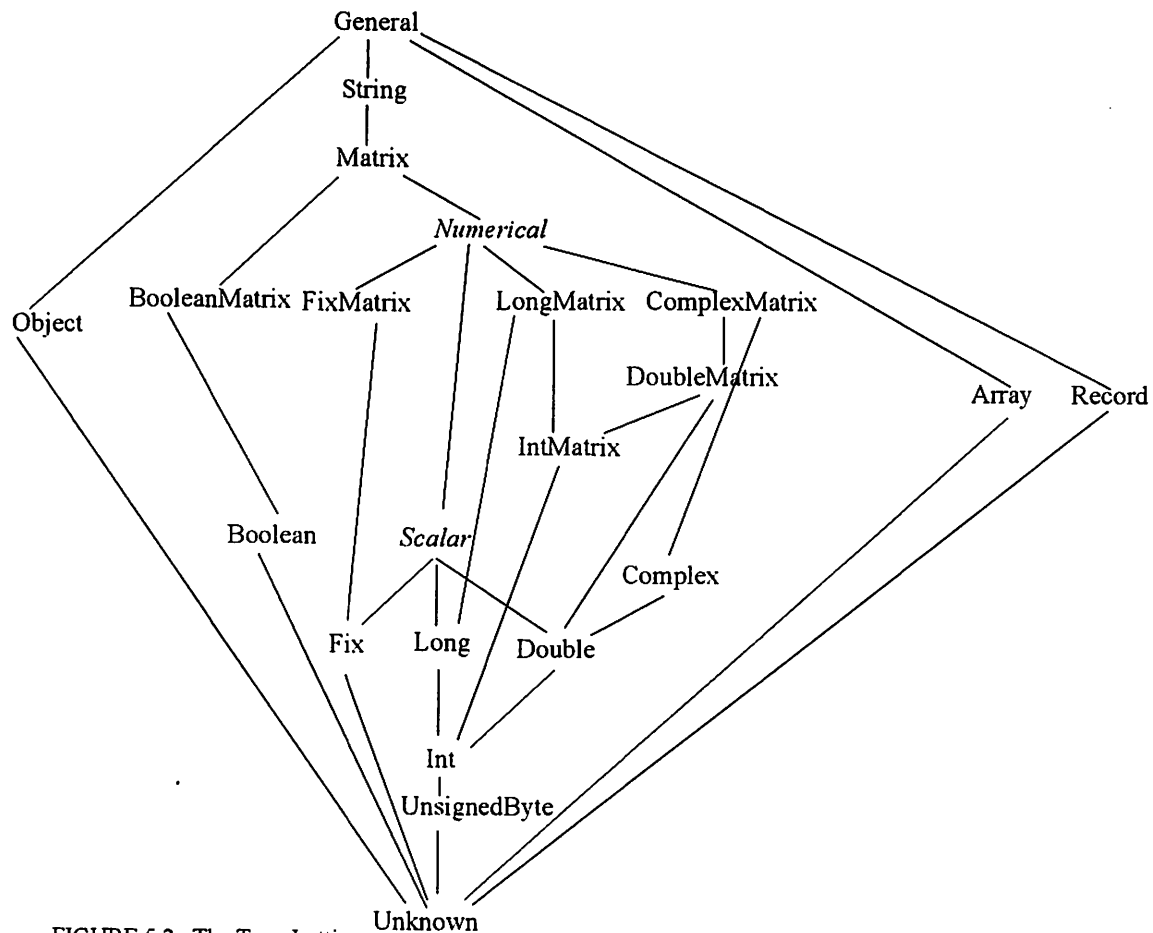 General
String
Matrix
Numerical
BooleanMatrix FixMatrix LongMatrix ComplexMatrix
Object
DoubleMatrix
Array Record
IntMatrix
Boolean Scalar
Complex
Fix Long Double
Int
UnsignedByte
Unknown